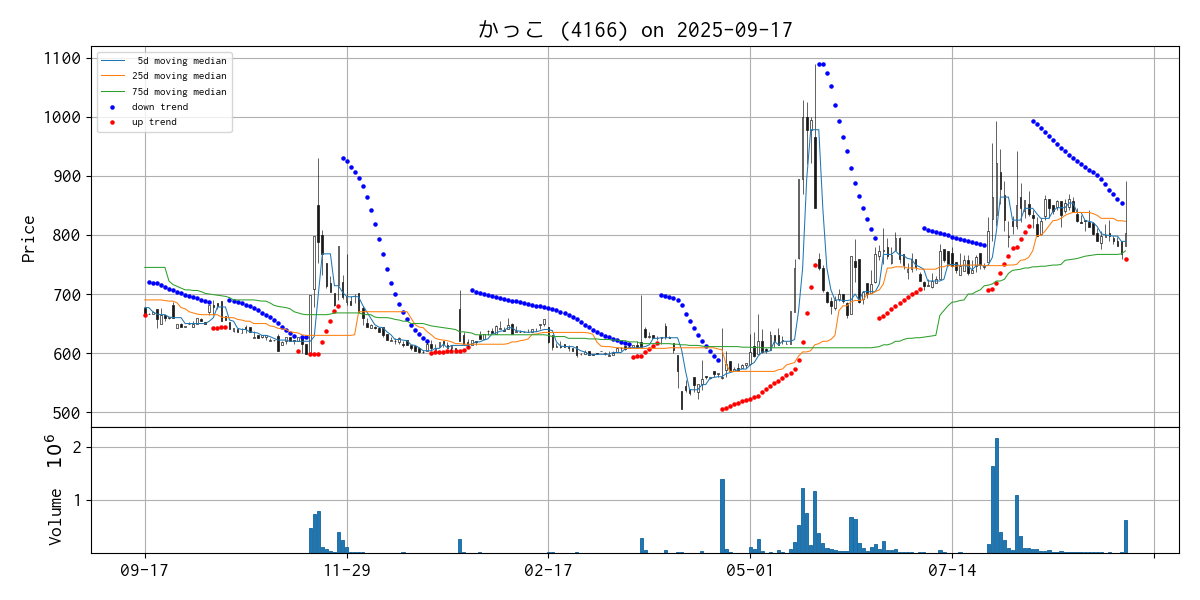 かっこ (4166) on 2025-09-17
1100
1000
900
800
700
600
500
Price
5d moving median
25d moving median
75d moving median
down trend
up trend
Volume 10^6
2
1
09-17 11-29 02-17 05-01 07-14